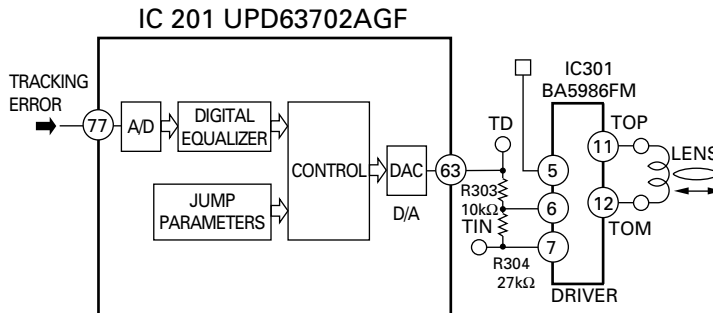 IC 201 UPD63702AGF
TRACKING
ERROR
77
A/D
DIGITAL
EQUALIZER
JUMP
PARAMETERS
CONTROL
DAC
D/A
63
TD
R303
10kΩ
TIN
R304
27kΩ
IC301
BA5986FM
5
6
7
11
12
TOP
TOM
LENS
DRIVER